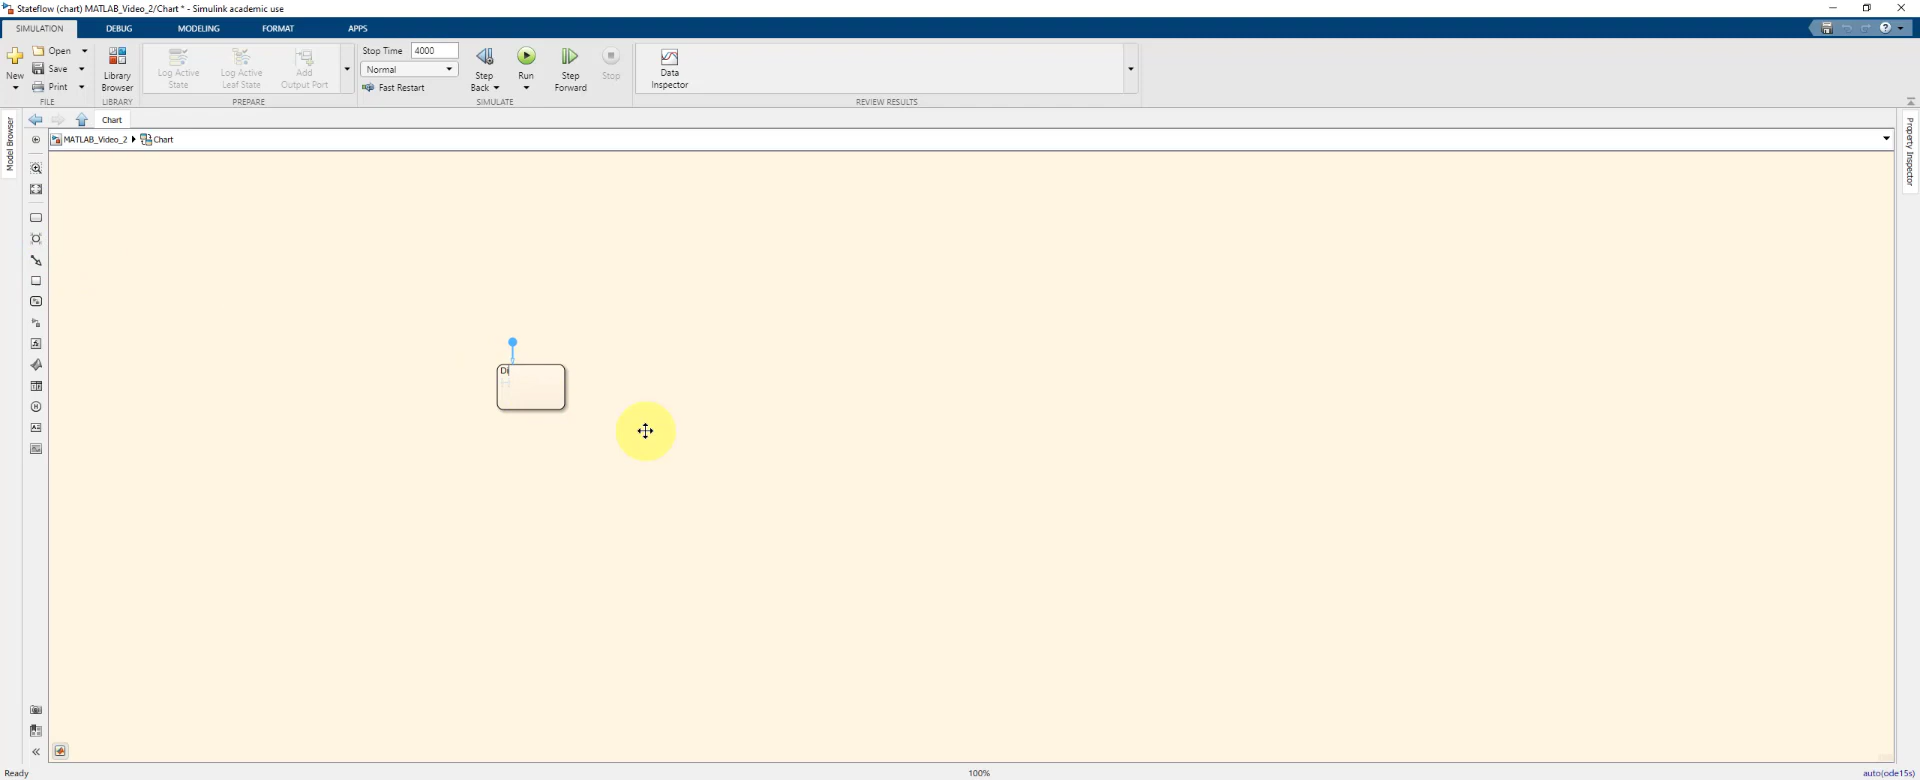 Stateflow (chart) MATLAB_Video_2/Chart * - Simulink academic use
SIMULATION DEBUG MODELING FORMAT APPS
New
Open
Save
Print
FILE
Library Browser
LIBRARY
Log Active State
Log Active Leaf State
Add Output Port
PREPARE
Stop Time 4000
Normal
Fast Restart
Step Back
Run
Step Forward
Stop
SIMULATE
Data Inspector
REVIEW RESULTS
Model Browser
Chart
MATLAB_Video_2 Chart
Property Inspector
Di
Ready
100%
auto(ode15s)